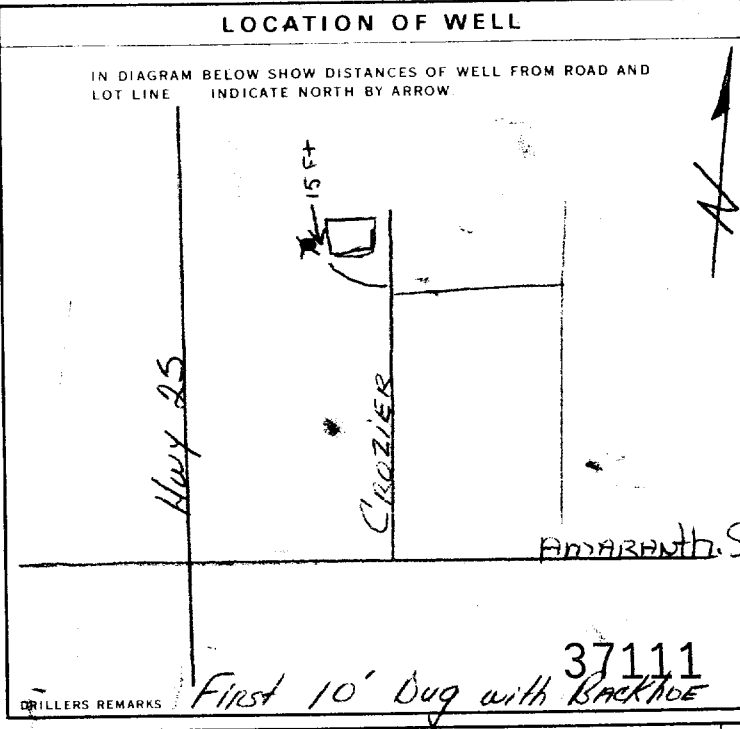 LOCATION OF WELL
IN DIAGRAM BELOW SHOW DISTANCES OF WELL FROM ROAD AND
LOT LINE INDICATE NORTH BY ARROW.
15 Ft
N
Hwy 25
CROZIER
AMARANTH. S
37111
DRILLERS REMARKS First 10' Dug with BACKHOE